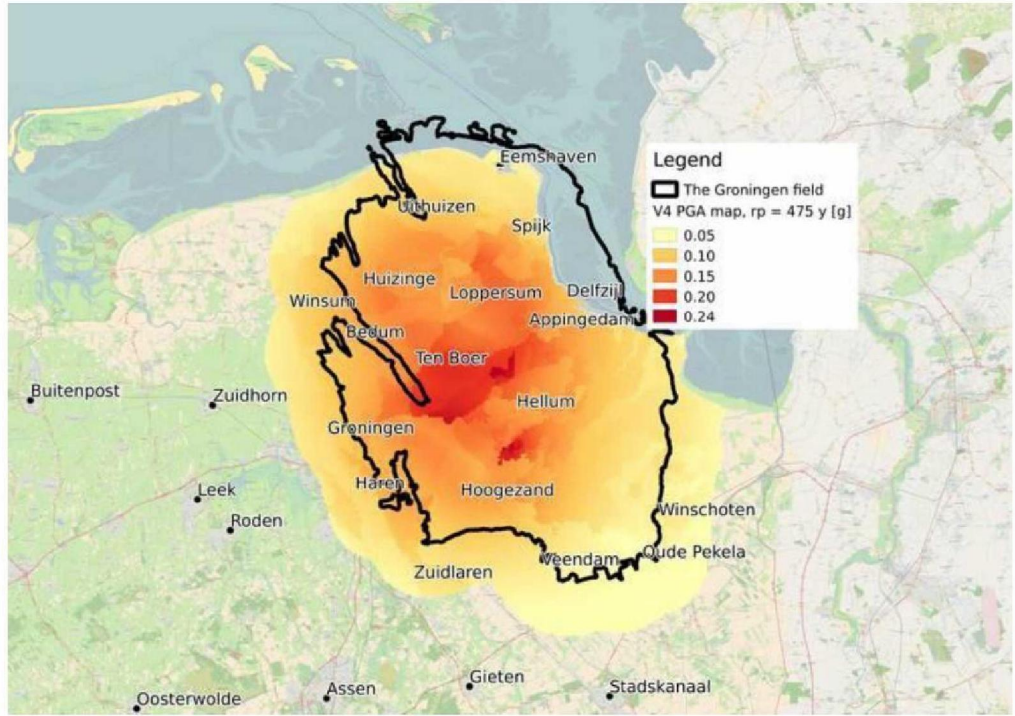 Eemshaven
Legend
The Groningen field
V4 PGA map, rp = 475 y [g]
0.05
0.10
0.15
0.20
0.24
Uithuizen
Spijk
Huizinge
Loppersum
Delfzijl
Winsum
Bedum
Appingedam
Ten Boer
Buitenpost
Zuidhorn
Hellum
Groningen
Haren
Leek
Hoogezand
Roden
Winschoten
Oude Pekela
Veendam
Zuidlaren
Gieten
Assen
Stadskanaal
Oosterwolde